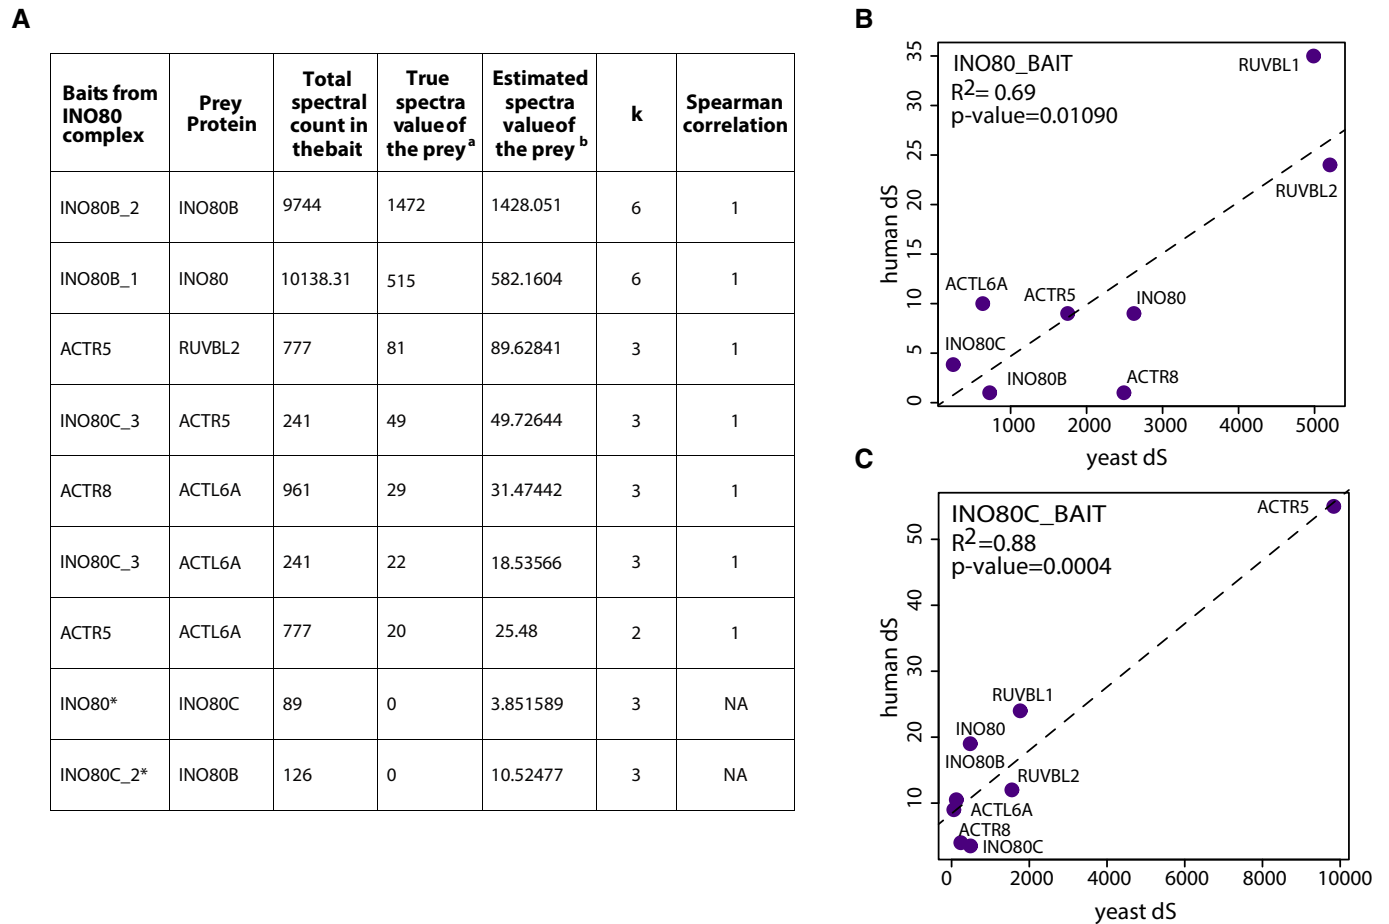 A
Baits from INO80 complex | Prey Protein | Total spectral count in thebait | True spectra valueof the prey a | Estimated spectra valueof the prey b | k | Spearman correlation
INO80B_2 | INO80B | 9744 | 1472 | 1428.051 | 6 | 1
INO80B_1 | INO80 | 10138.31 | 515 | 582.1604 | 6 | 1
ACTR5 | RUVBL2 | 777 | 81 | 89.62841 | 3 | 1
INO80C_3 | ACTR5 | 241 | 49 | 49.72644 | 3 | 1
ACTR8 | ACTL6A | 961 | 29 | 31.47442 | 3 | 1
INO80C_3 | ACTL6A | 241 | 22 | 18.53566 | 3 | 1
ACTR5 | ACTL6A | 777 | 20 | 25.48 | 2 | 1
INO80* | INO80C | 89 | 0 | 3.851589 | 3 | NA
INO80C_2* | INO80B | 126 | 0 | 10.52477 | 3 | NA
B
INO80_BAIT
R2= 0.69
p-value=0.01090
RUVBL1
RUVBL2
ACTL6A
ACTR5
INO80
INO80C
INO80B
ACTR8
35
30
25
20
15
10
5
0
human dS
1000 2000 3000 4000 5000
yeast dS
C
INO80C_BAIT
R2=0.88
p-value=0.0004
ACTR5
RUVBL1
INO80
INO80B
RUVBL2
ACTL6A
ACTR8
INO80C
50
40
30
20
10
human dS
0 2000 4000 6000 8000 10000
yeast dS